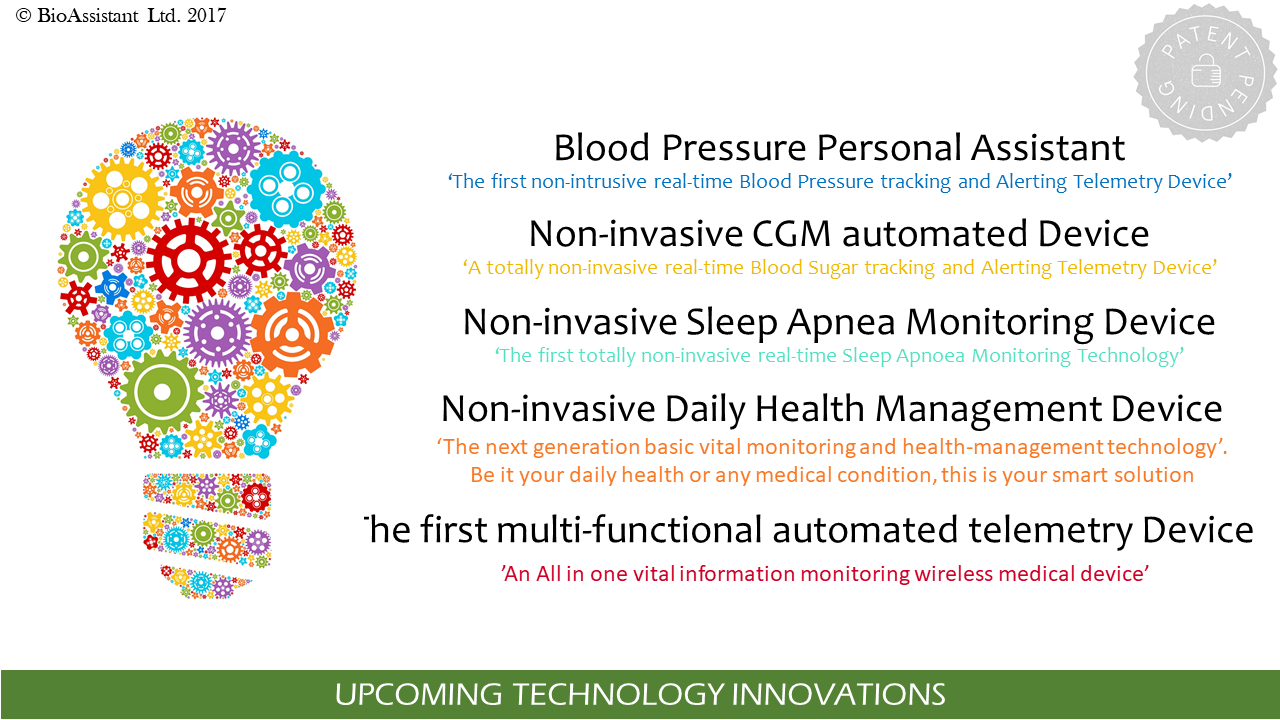 © BioAssistant Ltd. 2017
PATENT PENDING
Blood Pressure Personal Assistant
‘The first non-intrusive real-time Blood Pressure tracking and Alerting Telemetry Device’
Non-invasive CGM automated Device
‘A totally non-invasive real-time Blood Sugar tracking and Alerting Telemetry Device’
Non-invasive Sleep Apnea Monitoring Device
‘The first totally non-invasive real-time Sleep Apnoea Monitoring Technology’
Non-invasive Daily Health Management Device
‘The next generation basic vital monitoring and health-management technology’.
Be it your daily health or any medical condition, this is your smart solution
The first multi-functional automated telemetry Device
’An All in one vital information monitoring wireless medical device’
UPCOMING TECHNOLOGY INNOVATIONS